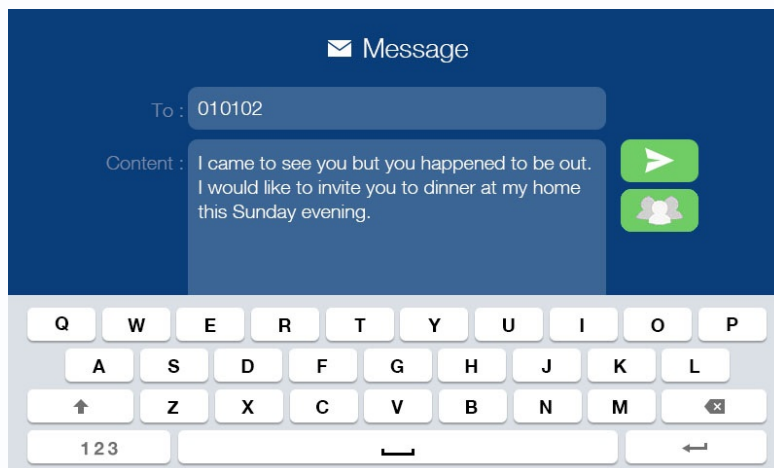 Message
To : 010102
Content : I came to see you but you happened to be out.
I would like to invite you to dinner at my home
this Sunday evening.
Q W E R T Y U I O P
A S D F G H J K L
Z X C V B N M
123